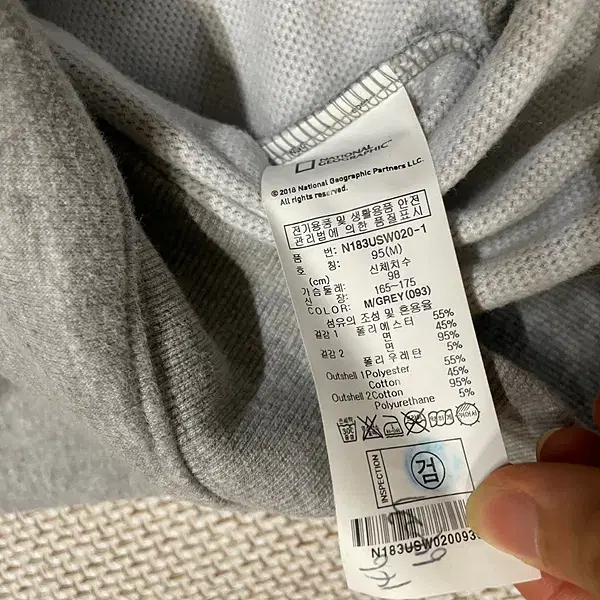 NATIONAL
GEOGRAPHIC™
© 2018 National Geographic Partners LLC.
All rights reserved.
전기용품 및 생활용품 안전
관리법에 의한 품질표시
품 번: N183USW020-1
호 칭: 95(M)
(cm) 신체치수
가슴둘레: 98
신 장: 165~175
COLOR: M/GREY(093)
섬유의 조성 및 혼용율
겉감 1 폴리에스터 55%
면 45%
겉감 2 면 95%
폴리우레탄 5%
Outshell 1 Polyester 55%
Cotton 45%
Outshell 2 Cotton 95%
Polyurethane 5%
INSPECTION
검
N183USW020093